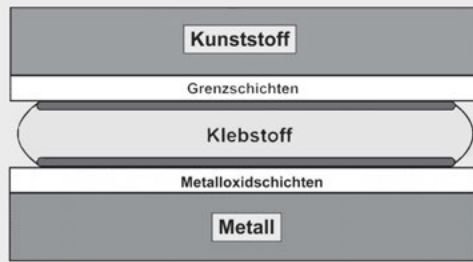 Kunststoff
Grenzschichten
Klebstoff
Metalloxidschichten
Metall